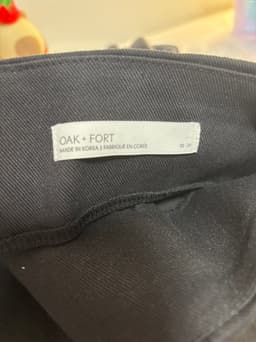 OAK + FORT
MADE IN KOREA | FABRIQUÉ EN CORÉE